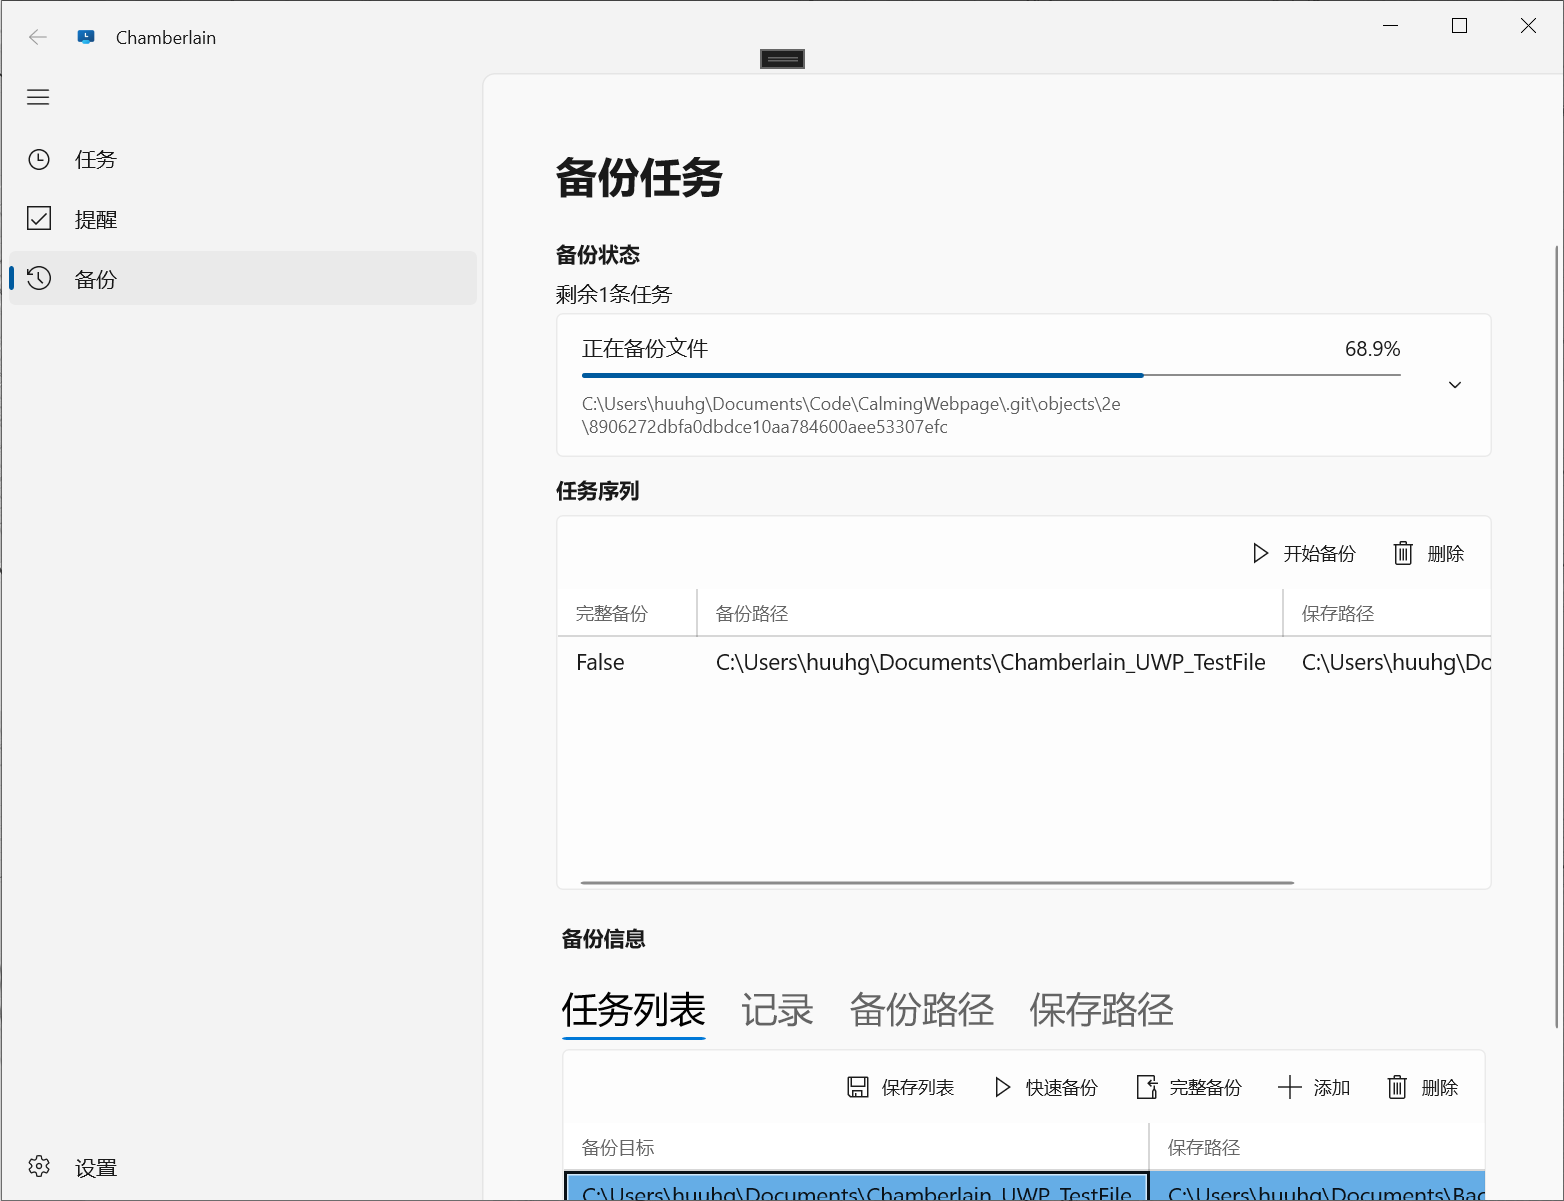 Chamberlain
任务
提醒
备份
设置
备份任务
备份状态
剩余1条任务
正在备份文件
68.9%
C:\Users\huuhg\Documents\Code\CalmingWebpage\.git\objects\2e
\8906272dbfa0dbdce10aa784600aee53307efc
任务序列
开始备份 删除
完整备份 备份路径 保存路径
False C:\Users\huuhg\Documents\Chamberlain_UWP_TestFile C:\Users\huuhg\Do
备份信息
任务列表 记录 备份路径 保存路径
保存列表 快速备份 完整备份 添加 删除
备份目标 保存路径
C:\Users\huuhg\Documents\Chamberlain_UWP_TestFile C:\Users\huuhg\Documents\Bac